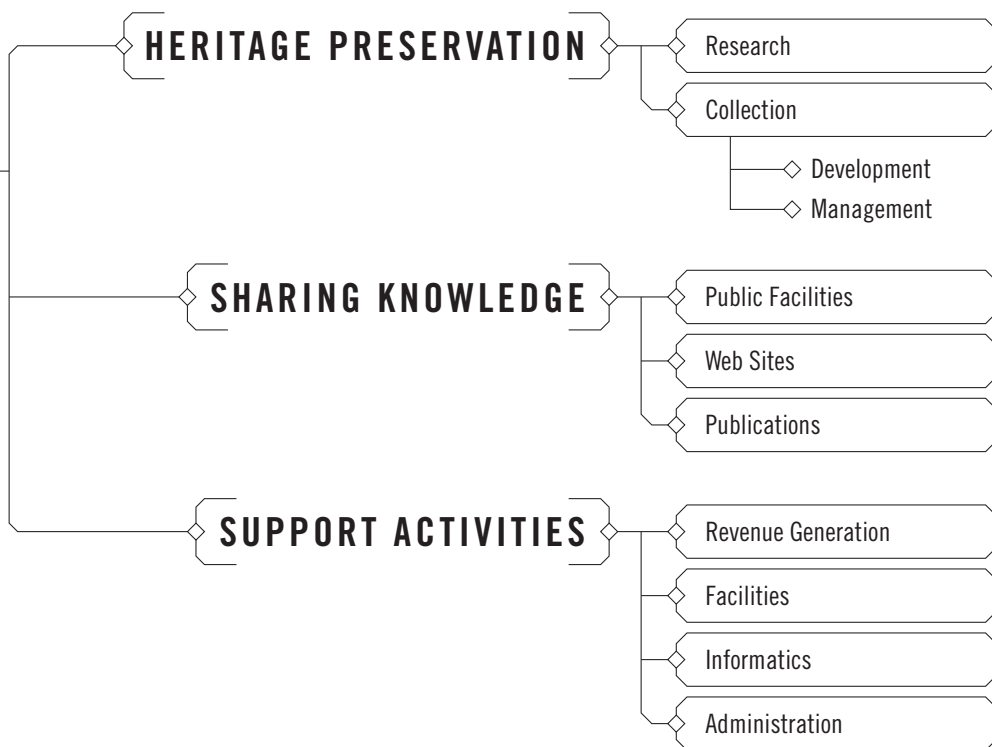 HERITAGE PRESERVATION
Research
Collection
Development
Management
SHARING KNOWLEDGE
Public Facilities
Web Sites
Publications
SUPPORT ACTIVITIES
Revenue Generation
Facilities
Informatics
Administration